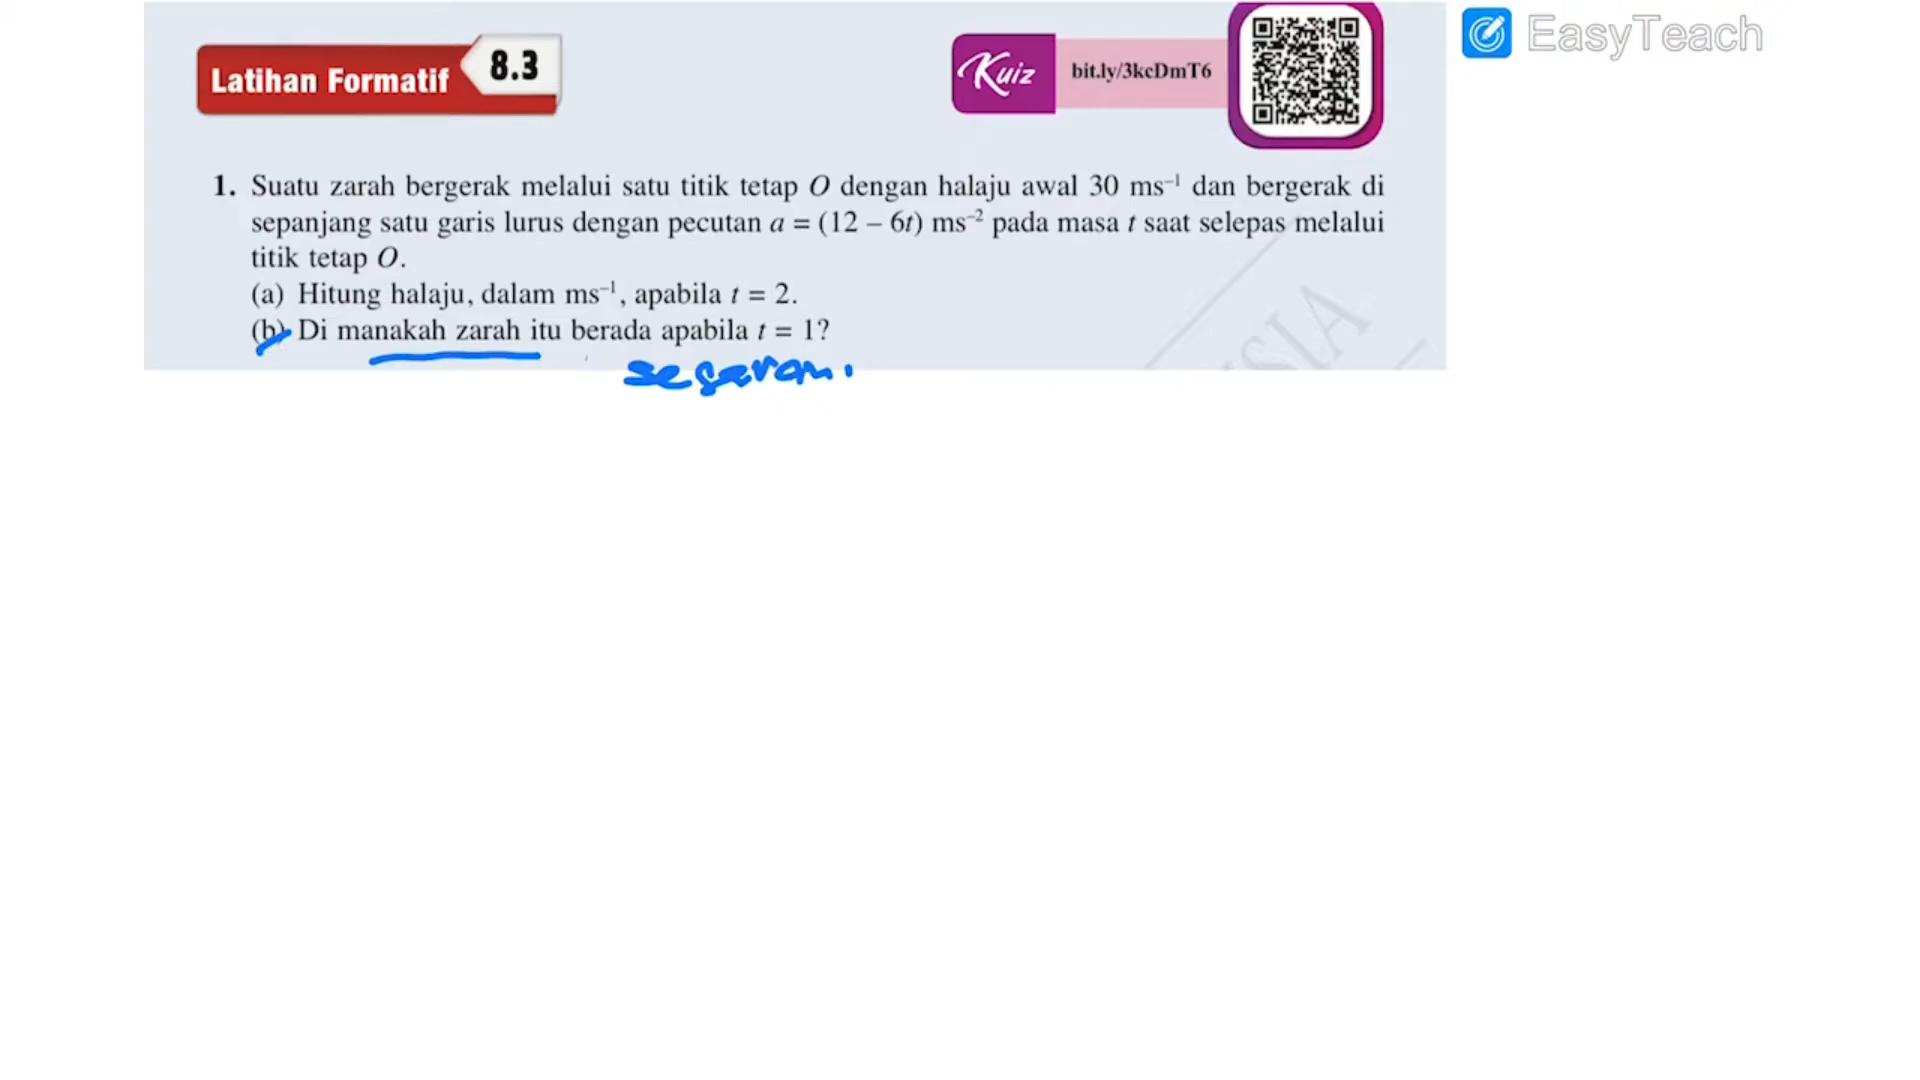 Latihan Formatif 8.3
Kuiz bit.ly/3kcDmT6
EasyTeach
1. Suatu zarah bergerak melalui satu titik tetap O dengan halaju awal 30 ms⁻¹ dan bergerak di
sepanjang satu garis lurus dengan pecutan a = (12 – 6t) ms⁻² pada masa t saat selepas melalui
titik tetap O.
(a) Hitung halaju, dalam ms⁻¹, apabila t = 2.
(b) Di manakah zarah itu berada apabila t = 1?